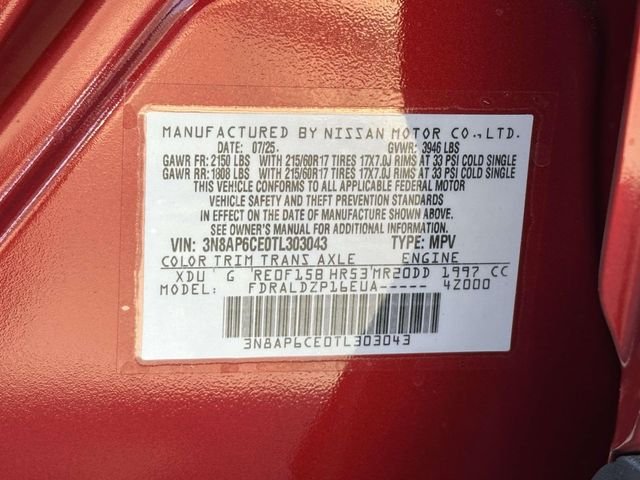 MANUFACTURED BY NISSAN MOTOR CO., LTD.
DATE: 07/25 GVWR: 3946 LBS
GAWR FR: 2150 LBS WITH 215/60R17 TIRES 17X7.0J RIMS AT 33 PSI COLD SINGLE
GAWR RR: 1808 LBS WITH 215/60R17 TIRES 17X7.0J RIMS AT 33 PSI COLD SINGLE
THIS VEHICLE CONFORMS TO ALL APPLICABLE FEDERAL MOTOR
VEHICLE SAFETY AND THEFT PREVENTION STANDARDS
IN EFFECT ON THE DATE OF MANUFACTURE SHOWN ABOVE.
SEE OWNER'S MANUAL FOR ADDITIONAL INFORMATION.
VIN: 3N8AP6CE0TL303043 TYPE: MPV
COLOR TRIM TRANS AXLE ENGINE
XDU G RE0F15B HR53 MR20DD 1997 CC
MODEL: FDRALDZP16EUA----- 4Z000
3N8AP6CE0TL303043